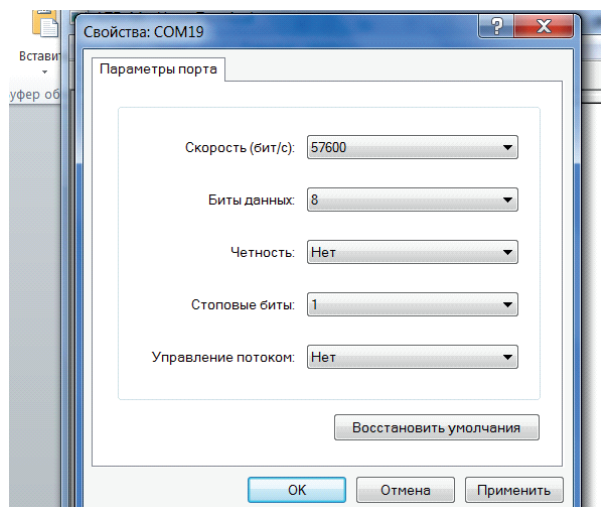 Свойства: COM19
Вставит
Параметры порта
уфер об
Скорость (бит/с): 57600
Биты данных: 8
Четность: Нет
Стоповые биты: 1
Управление потоком: Нет
Восстановить умолчания
OK Отмена Применить